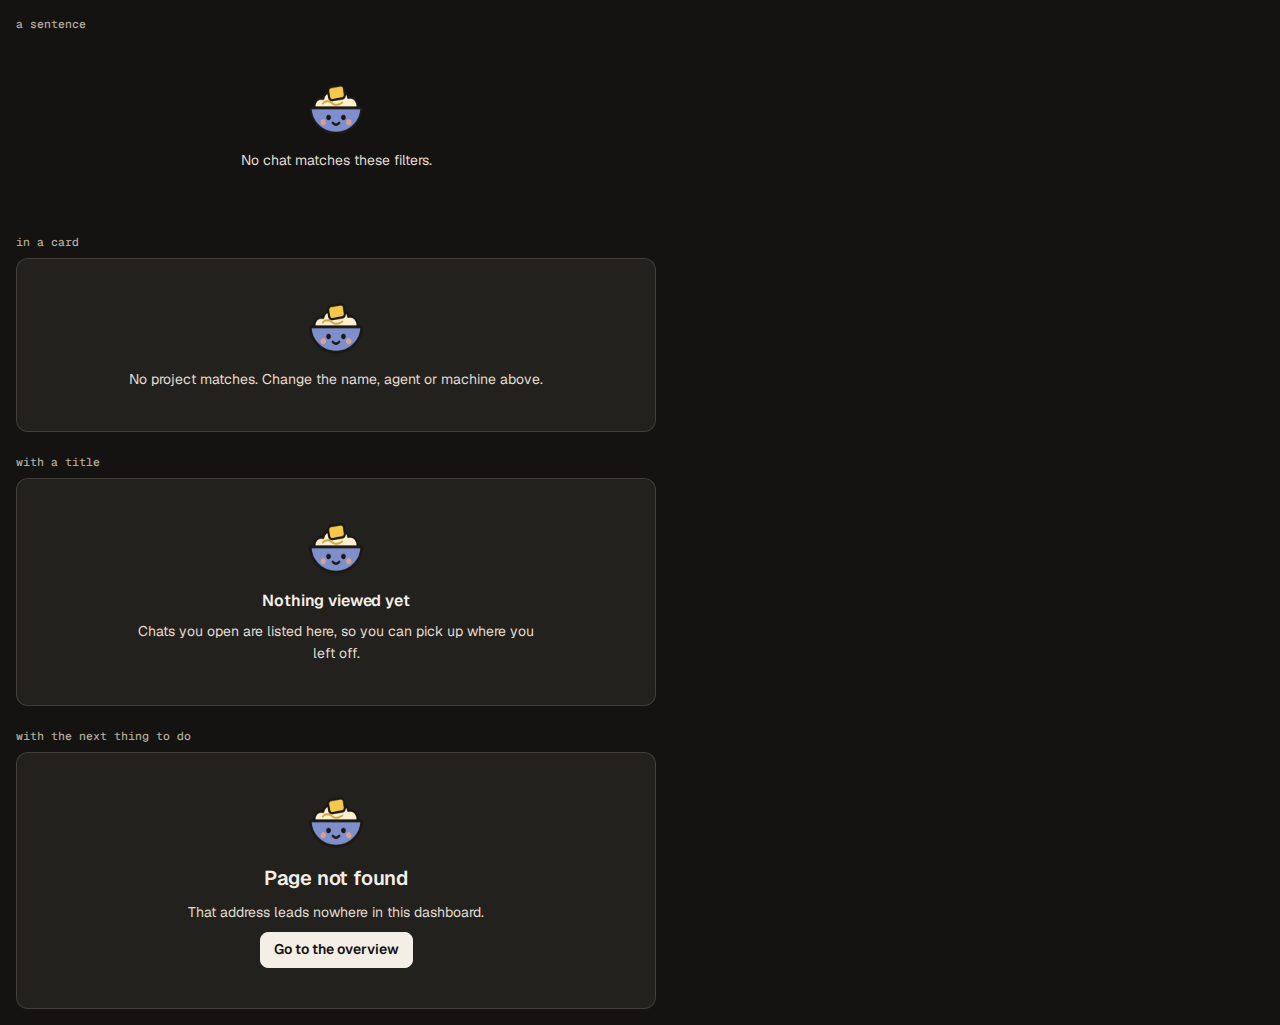 a sentence
No chat matches these filters.
in a card
No project matches. Change the name, agent or machine above.
with a title
Nothing viewed yet
Chats you open are listed here, so you can pick up where you
left off.
with the next thing to do
Page not found
That address leads nowhere in this dashboard.
Go to the overview